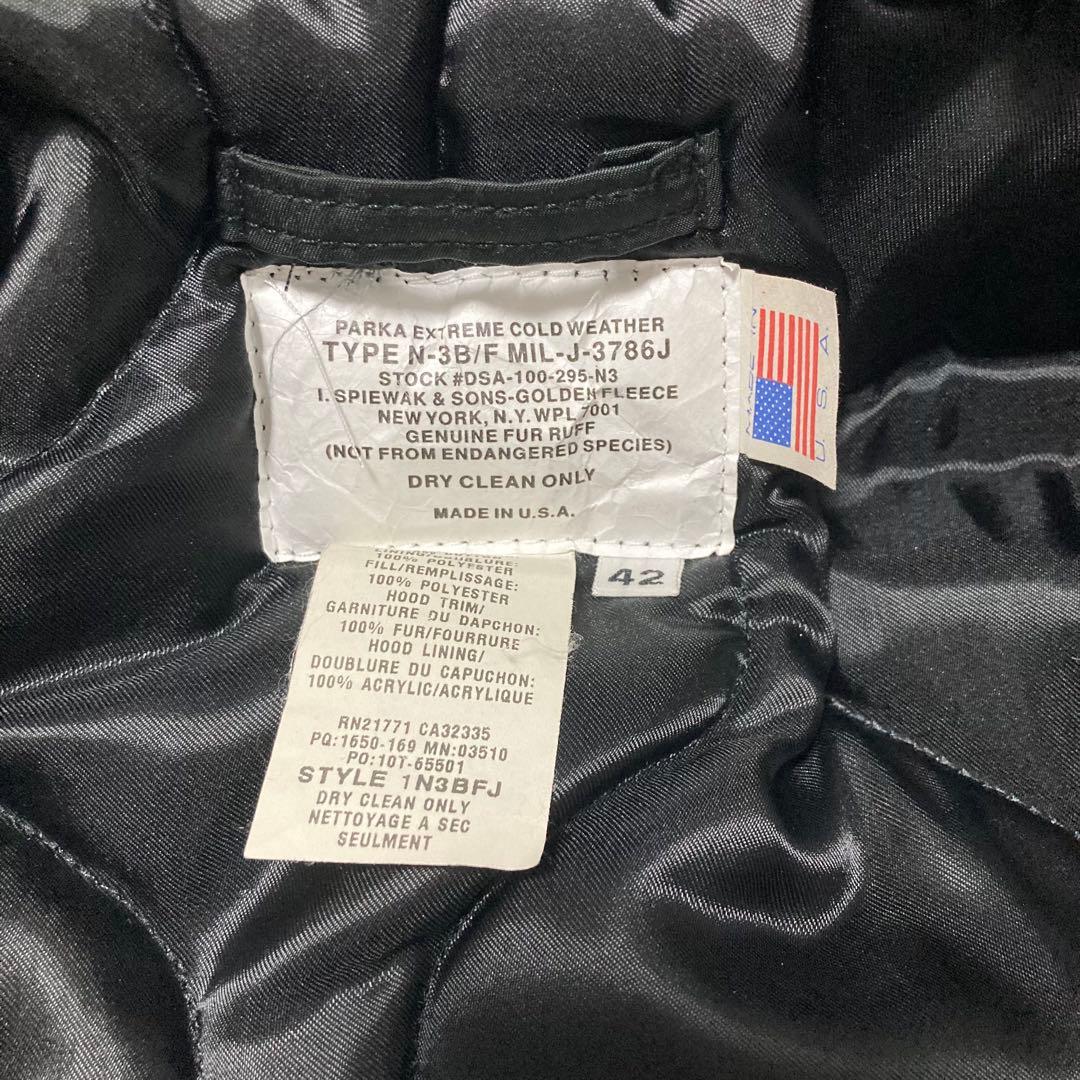 PARKA EXTREME COLD WEATHER
TYPE N-3B/F MIL-J-3786J
STOCK #DSA-100-295-N3
I. SPIEWAK & SONS-GOLDEN FLEECE
NEW YORK, N.Y. WPL 7001
GENUINE FUR RUFF
(NOT FROM ENDANGERED SPECIES)
DRY CLEAN ONLY
MADE IN U.S.A.
MADE IN
U. S. A.
42
100% POLYESTER
FILL/REMPLISSAGE:
100% POLYESTER
HOOD TRIM/
GARNITURE DU DAPCHON:
100% FUR/FOURRURE
HOOD LINING/
DOUBLURE DU CAPUCHON:
100% ACRYLIC/ACRYLIQUE
RN21771 CA32335
PQ:1650-169 MN:03510
PO:10T-65501
STYLE 1N3BFJ
DRY CLEAN ONLY
NETTOYAGE A SEC
SEULMENT